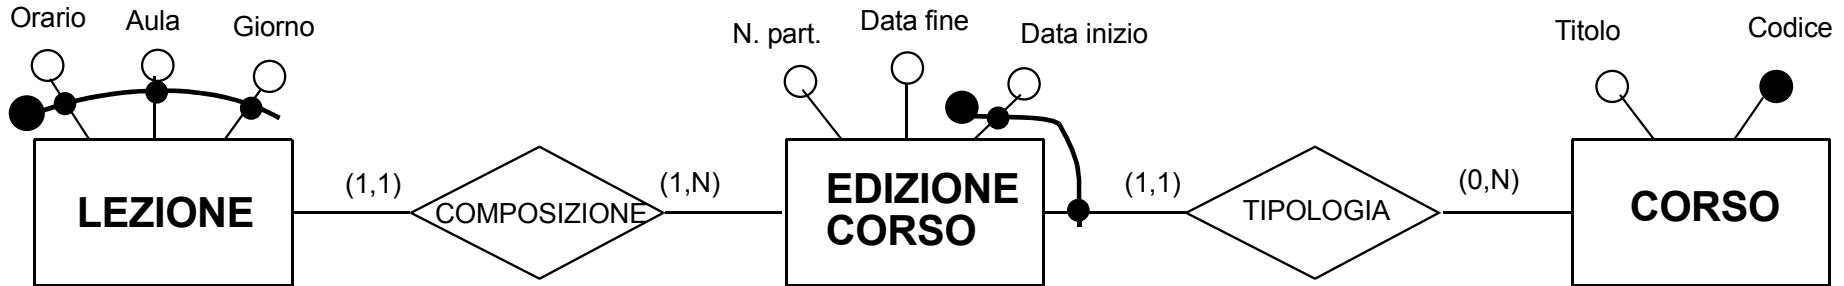 Orario
Aula
Giorno
N. part.
Data fine
Data inizio
Titolo
Codice
LEZIONE
(1,1)
COMPOSIZIONE
(1,N)
EDIZIONE
CORSO
(1,1)
TIPOLOGIA
(0,N)
CORSO